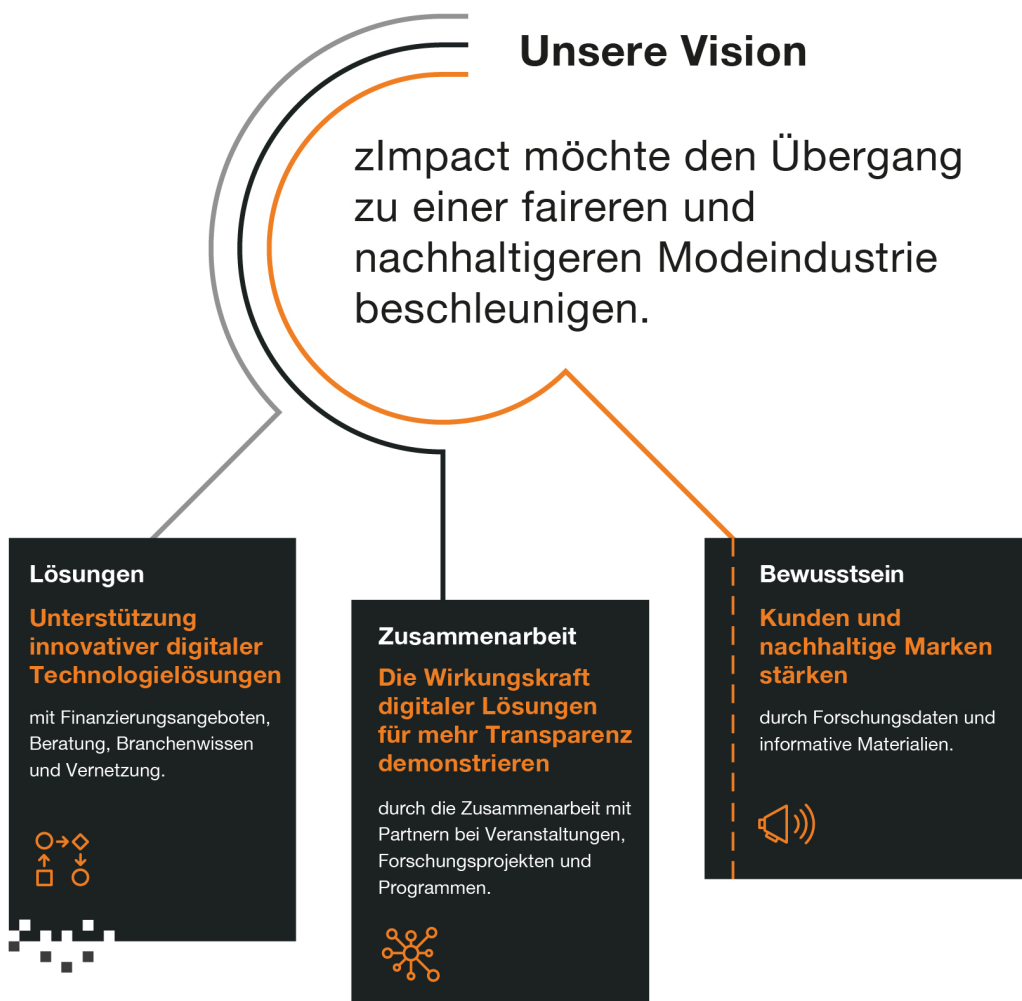 Unsere Vision
zImpact möchte den Übergang
zu einer faireren und
nachhaltigeren Modeindustrie
beschleunigen.
Lösungen
Unterstützung
innovativer digitaler
Technologielösungen
mit Finanzierungsangeboten,
Beratung, Branchenwissen
und Vernetzung.
Zusammenarbeit
Die Wirkungskraft
digitaler Lösungen
für mehr Transparenz
demonstrieren
durch die Zusammenarbeit mit
Partnern bei Veranstaltungen,
Forschungsprojekten und
Programmen.
Bewusstsein
Kunden und
nachhaltige Marken
stärken
durch Forschungsdaten und
informative Materialien.